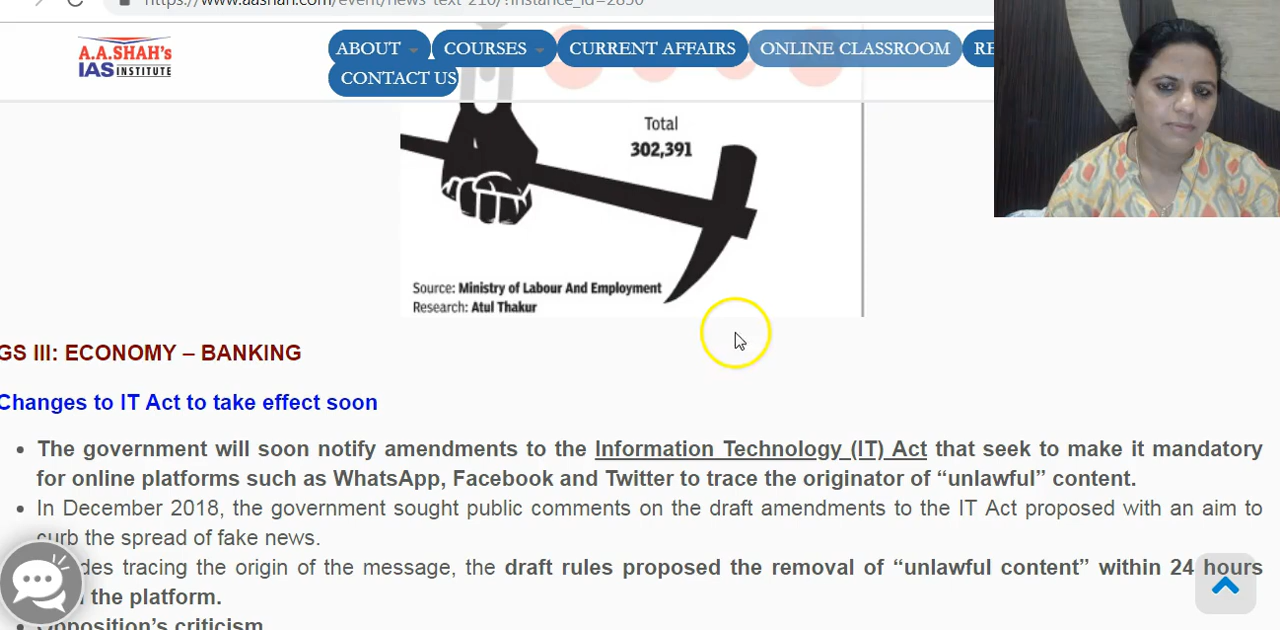 https://www.aashah.com/event/news-text-210/?instance_id=2850
A.A.SHAH'S
IAS INSTITUTE
ABOUT
COURSES
CURRENT AFFAIRS
ONLINE CLASSROOM
RE
CONTACT US
Total
302,391
Source: Ministry of Labour And Employment
Research: Atul Thakur
GS III: ECONOMY – BANKING
Changes to IT Act to take effect soon
The government will soon notify amendments to the Information Technology (IT) Act that seek to make it mandatory
for online platforms such as WhatsApp, Facebook and Twitter to trace the originator of “unlawful” content.
In December 2018, the government sought public comments on the draft amendments to the IT Act proposed with an aim to
curb the spread of fake news.
des tracing the origin of the message, the draft rules proposed the removal of “unlawful content” within 24 hours
the platform.
Opposition’s criticism